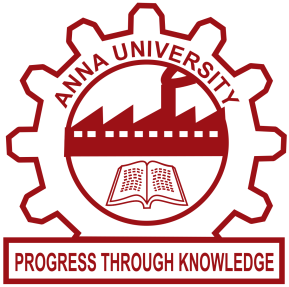 ANNA UNIVERSITY
PROGRESS THROUGH KNOWLEDGE